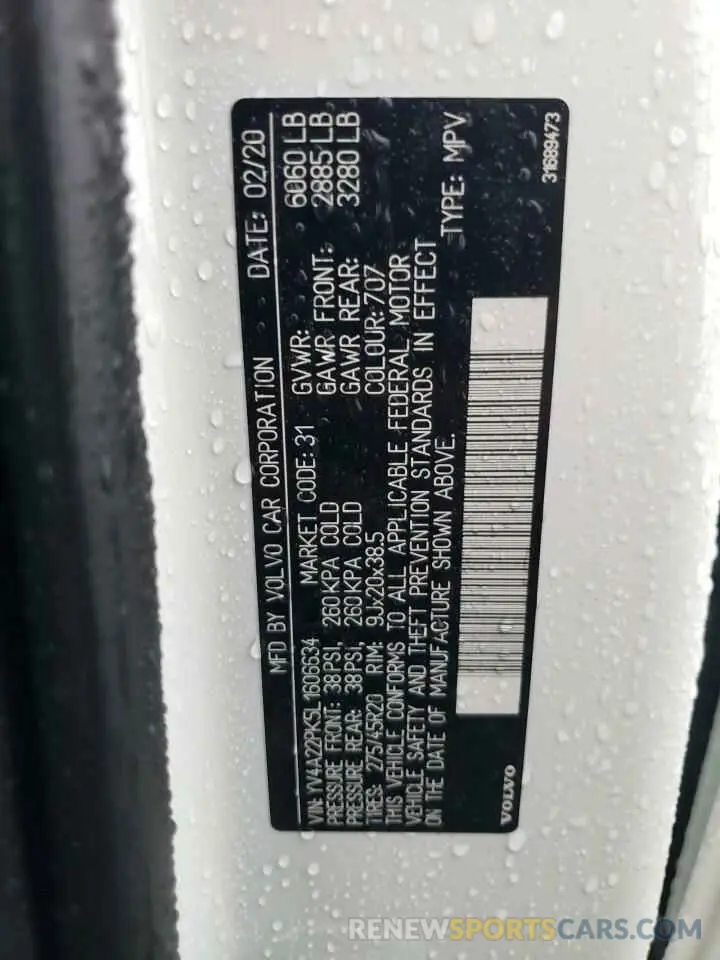 MFD BY VOLVO CAR CORPORATION DATE: 02/20
VIN: YV4A22PK5L1606634 MARKET CODE: 31 GVWR: 6060 LB
PRESSURE FRONT: 38PSI, 260KPA COLD GAWR FRONT: 2885 LB
PRESSURE REAR: 38PSI, 260KPA COLD GAWR REAR: 3280 LB
TIRES: 275/45R20 RIM: 9Jx20x38.5 COLOUR: 707
THIS VEHICLE CONFORMS TO ALL APPLICABLE FEDERAL MOTOR
VEHICLE SAFETY AND THEFT PREVENTION STANDARDS IN EFFECT
ON THE DATE OF MANUFACTURE SHOWN ABOVE.
TYPE: MPV
VOLVO
31689473
RENEWSPORTSCARS.COM